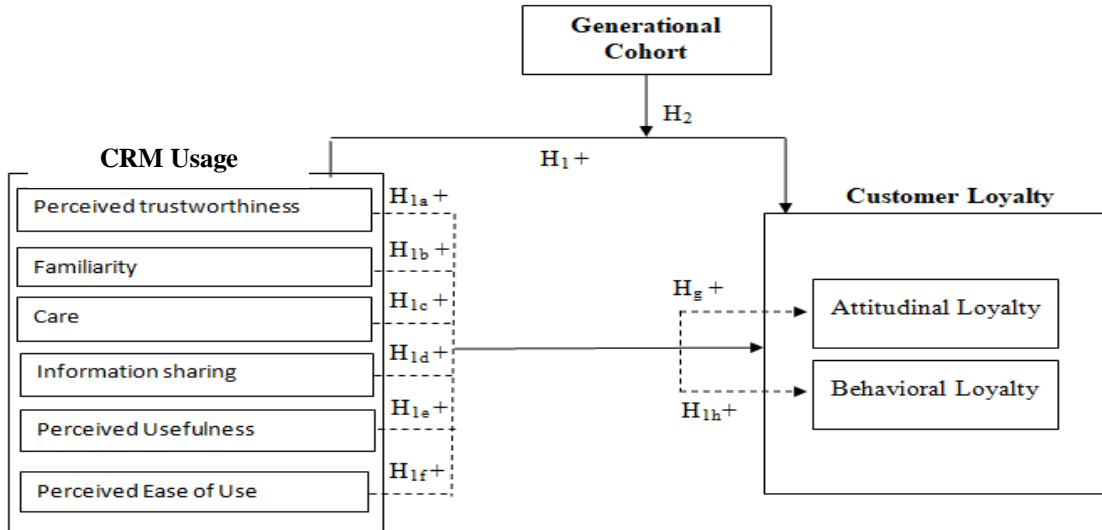 Generational
Cohort
H₂
H₁ +
CRM Usage
Perceived trustworthiness
Familiarity
Care
Information sharing
Perceived Usefulness
Perceived Ease of Use
H₁ₐ +
H₁b +
H₁c +
H₁d +
H₁e +
H₁f +
Customer Loyalty
H_g +
Attitudinal Loyalty
Behavioral Loyalty
H₁h+